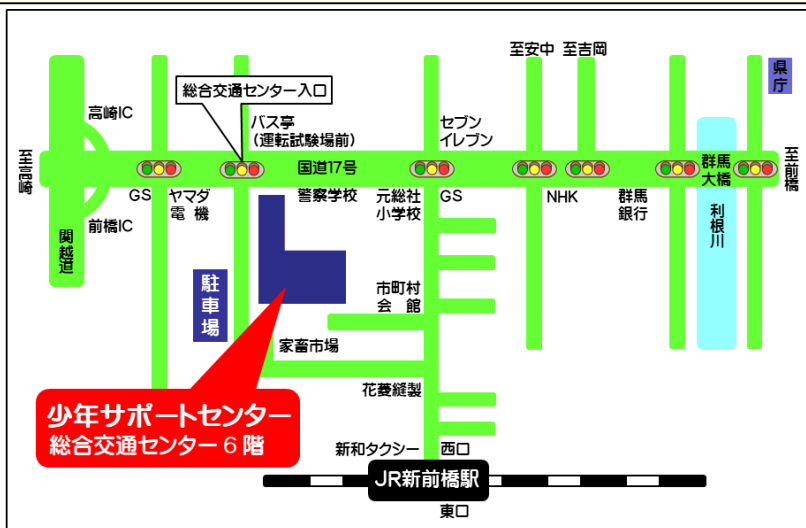 至安中 至吉岡
県庁
総合交通センター入口
高崎IC
バス亭
(運転試験場前)
セブン
イレブン
至高崎
国道17号
群馬
大橋
至前橋
GS
ヤマダ
電機
警察学校
元総社
小学校
GS
NHK
群馬
銀行
利根川
前橋IC
関越道
駐車場
市町村
会館
家畜市場
花菱縫製
少年サポートセンター
総合交通センター6階
新和タクシー
西口
JR新前橋駅
東口